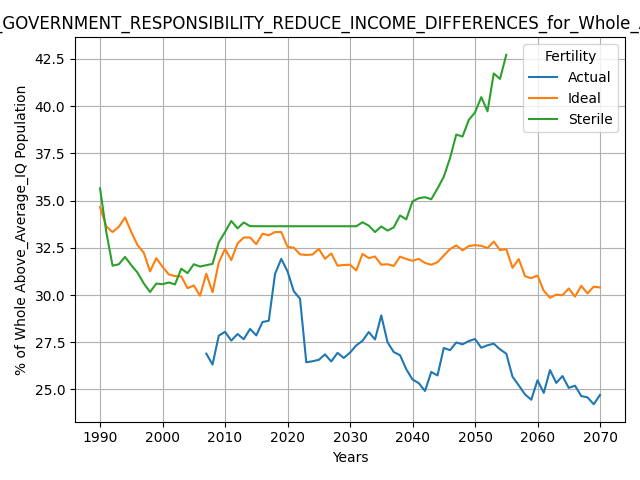 _GOVERNMENT_RESPONSIBILITY_REDUCE_INCOME_DIFFERENCES_for_Whole_
% of Whole Above_Average_IQ Population
42.5
40.0
37.5
35.0
32.5
30.0
27.5
25.0
Fertility
Actual
Ideal
Sterile
1990 2000 2010 2020 2030 2040 2050 2060 2070
Years